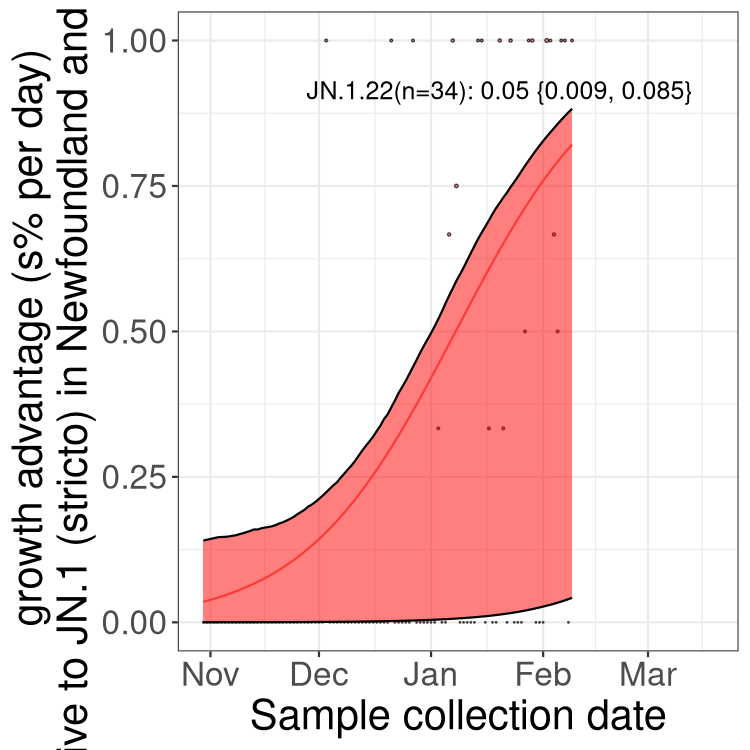 growth advantage (s% per day)
ive to JN.1 (stricto) in Newfoundland and
1.00
0.75
0.50
0.25
0.00
JN.1.22(n=34): 0.05 {0.009, 0.085}
Nov Dec Jan Feb Mar
Sample collection date